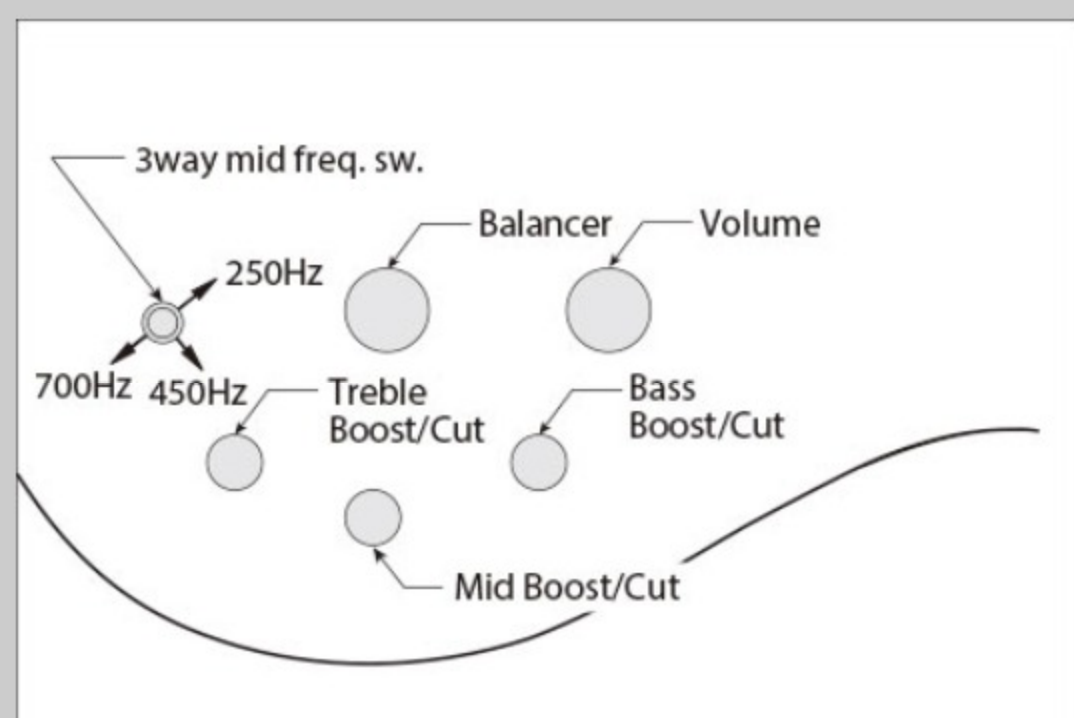 3way mid freq. sw.
Balancer
Volume
250Hz
700Hz
450Hz
Treble
Boost/Cut
Bass
Boost/Cut
Mid Boost/Cut